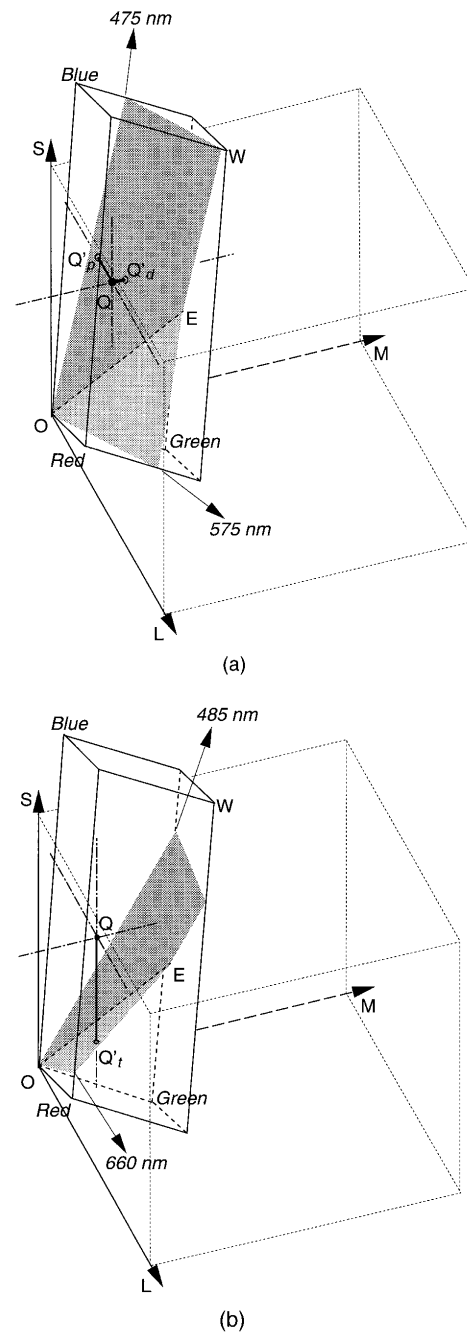 475 nm
Blue
S
W
Q'p
Q'd
Q
E
M
O
Green
Red
575 nm
L
(a)
485 nm
Blue
S
W
Q
E
M
Q't
O
Green
Red
660 nm
L
(b)